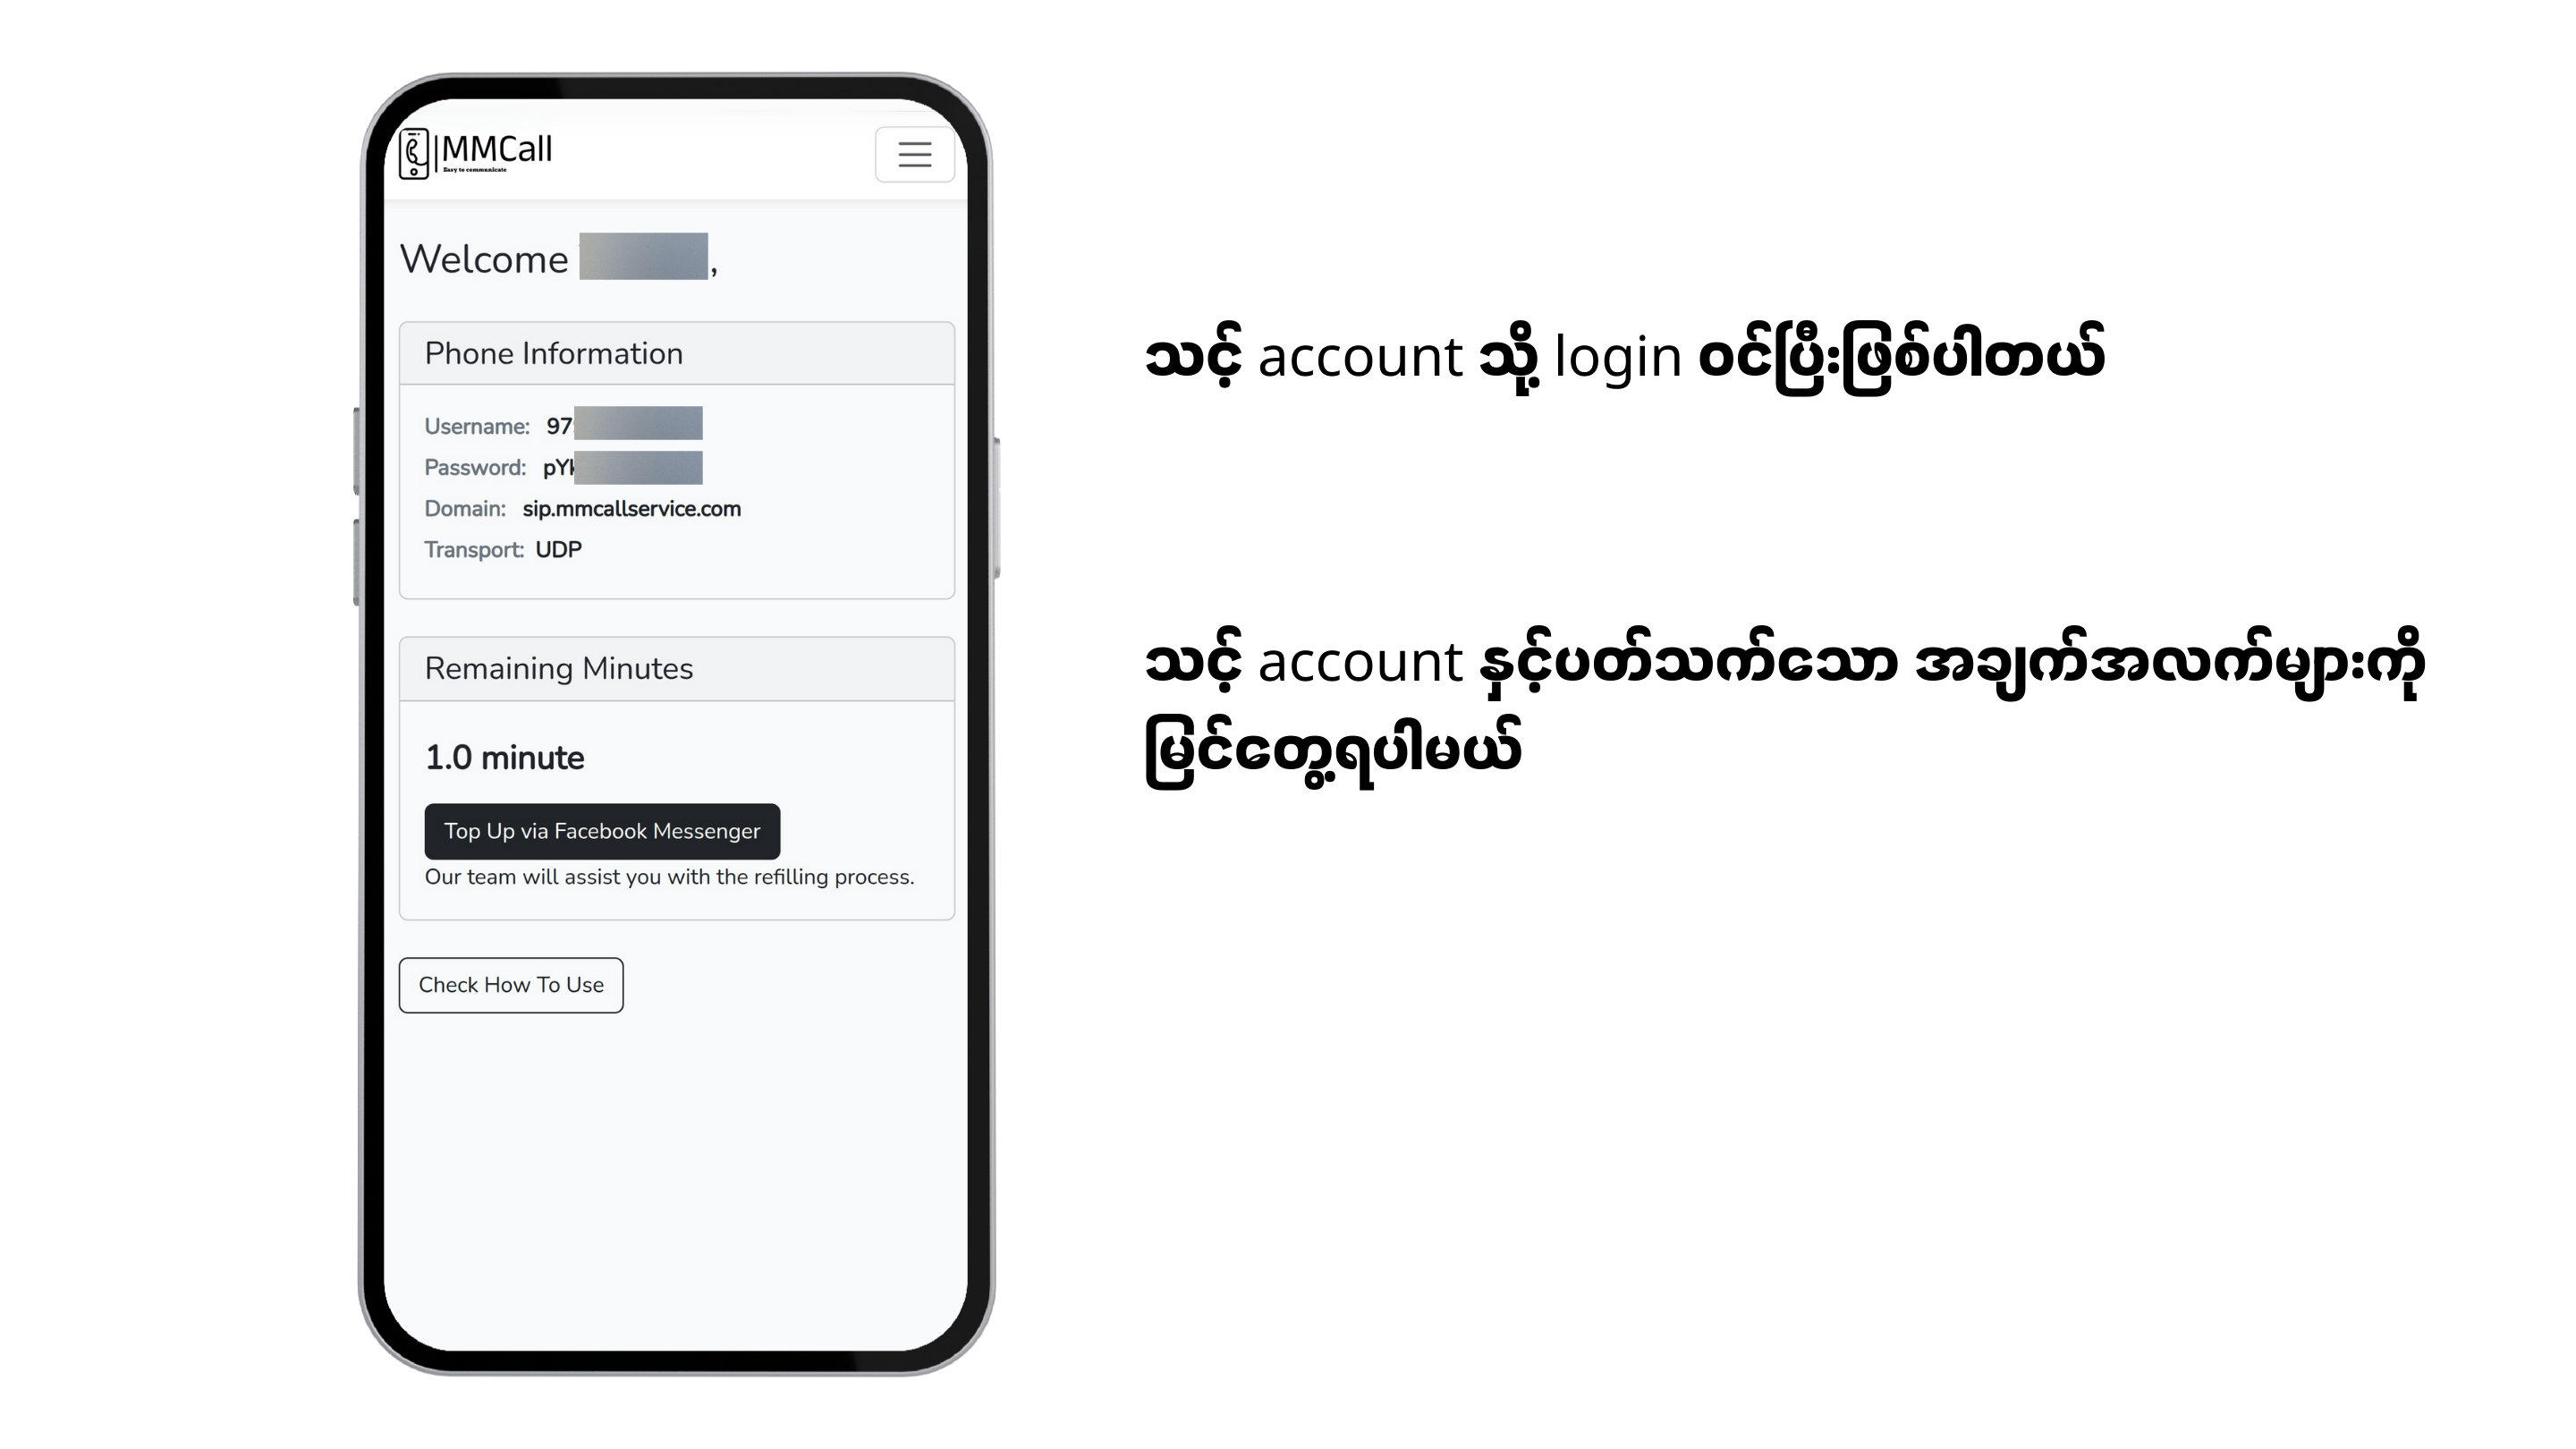 MMCall
Easy to communicate
Welcome ,
Phone Information
Username: 97
Password: pY
Domain: sip.mmcallservice.com
Transport: UDP
Remaining Minutes
1.0 minute
Top Up via Facebook Messenger
Our team will assist you with the refilling process.
Check How To Use
သင့် account သို့ login ဝင်ပြီးဖြစ်ပါတယ်
သင့် account နှင့်ပတ်သက်သော အချက်အလက်များကို
မြင်တွေ့ရပါမယ်